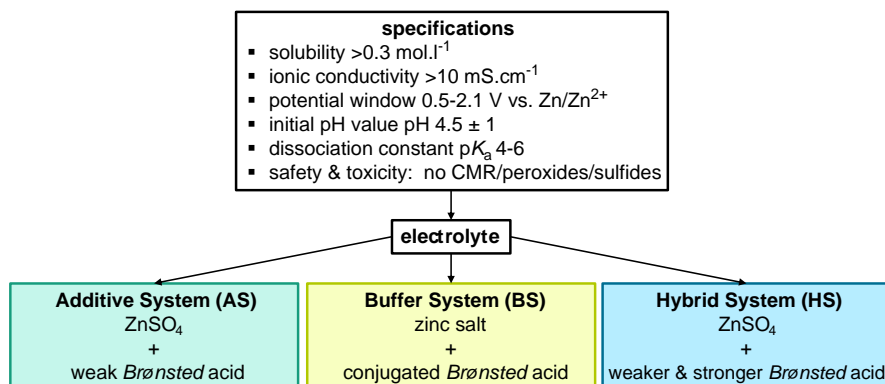 specifications
▪ solubility >0.3 mol.l⁻¹
▪ ionic conductivity >10 mS.cm⁻¹
▪ potential window 0.5-2.1 V vs. Zn/Zn²⁺
▪ initial pH value pH 4.5 ± 1
▪ dissociation constant pKₐ 4-6
▪ safety & toxicity: no CMR/peroxides/sulfides
electrolyte
Additive System (AS)
ZnSO₄
+
weak Brønsted acid
Buffer System (BS)
zinc salt
+
conjugated Brønsted acid
Hybrid System (HS)
ZnSO₄
+
weaker & stronger Brønsted acid